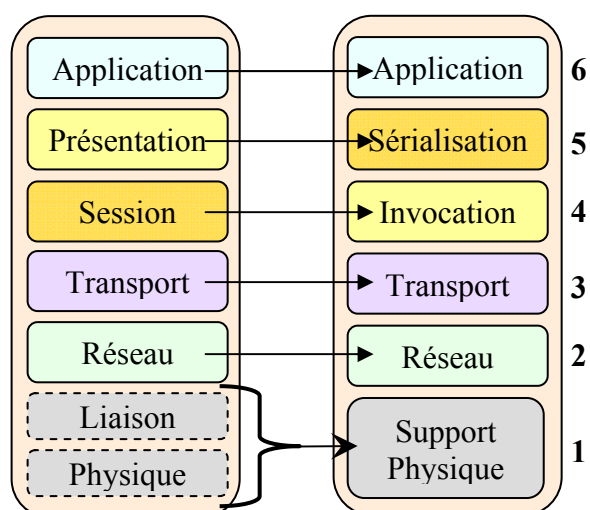 Application
Application
6
Présentation
Sérialisation
5
Session
Invocation
4
Transport
Transport
3
Réseau
Réseau
2
Liaison
Physique
Support
Physique
1